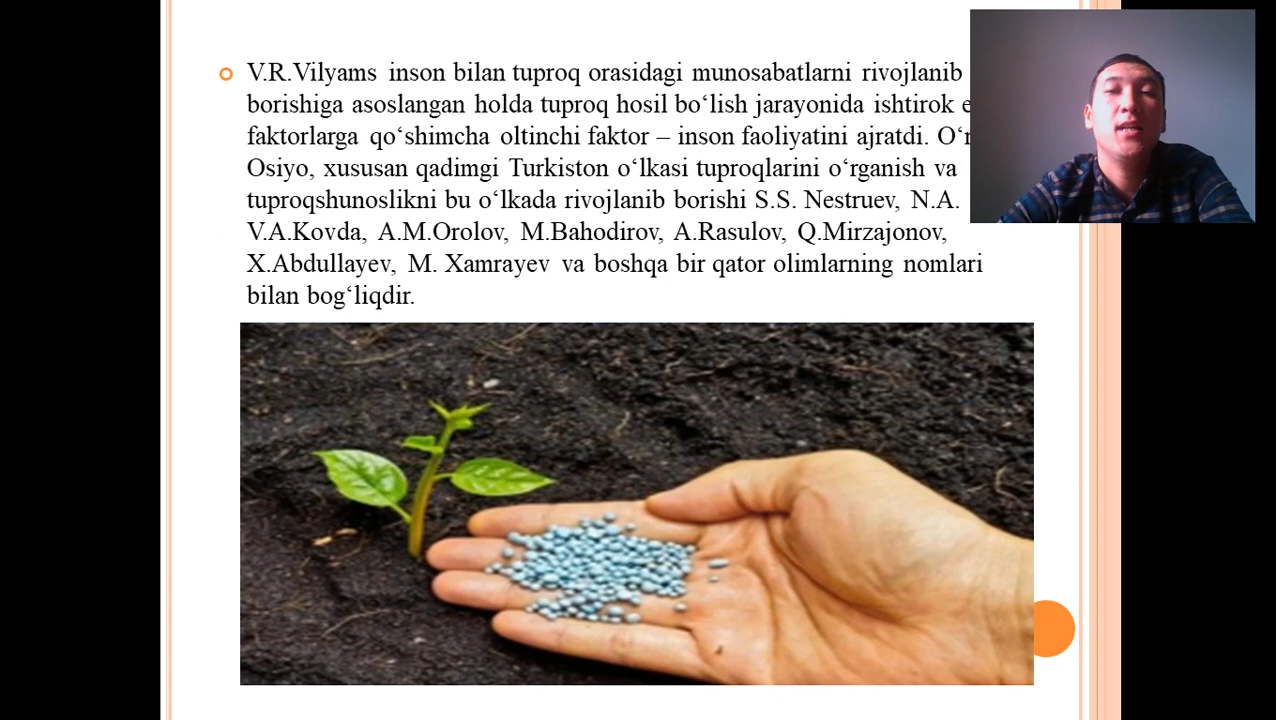 V.R.Vilyams inson bilan tuproq orasidagi munosabatlarni rivojlanib
borishiga asoslangan holda tuproq hosil bo‘lish jarayonida ishtirok
faktorlarga qo‘shimcha oltinchi faktor – inson faoliyatini ajratdi.
Osiyo, xususan qadimgi Turkiston o‘lkasi tuproqlarini o‘rganish va
tuproqshunoslikni bu o‘lkada rivojlanib borishi S.S. Nestruev, N.A.
V.A.Kovda, A.M.Orolov, M.Bahodirov, A.Rasulov, Q.Mirzajonov,
X.Abdullayev, M. Xamrayev va boshqa bir qator olimlarning nomlari
bilan bog‘liqdir.